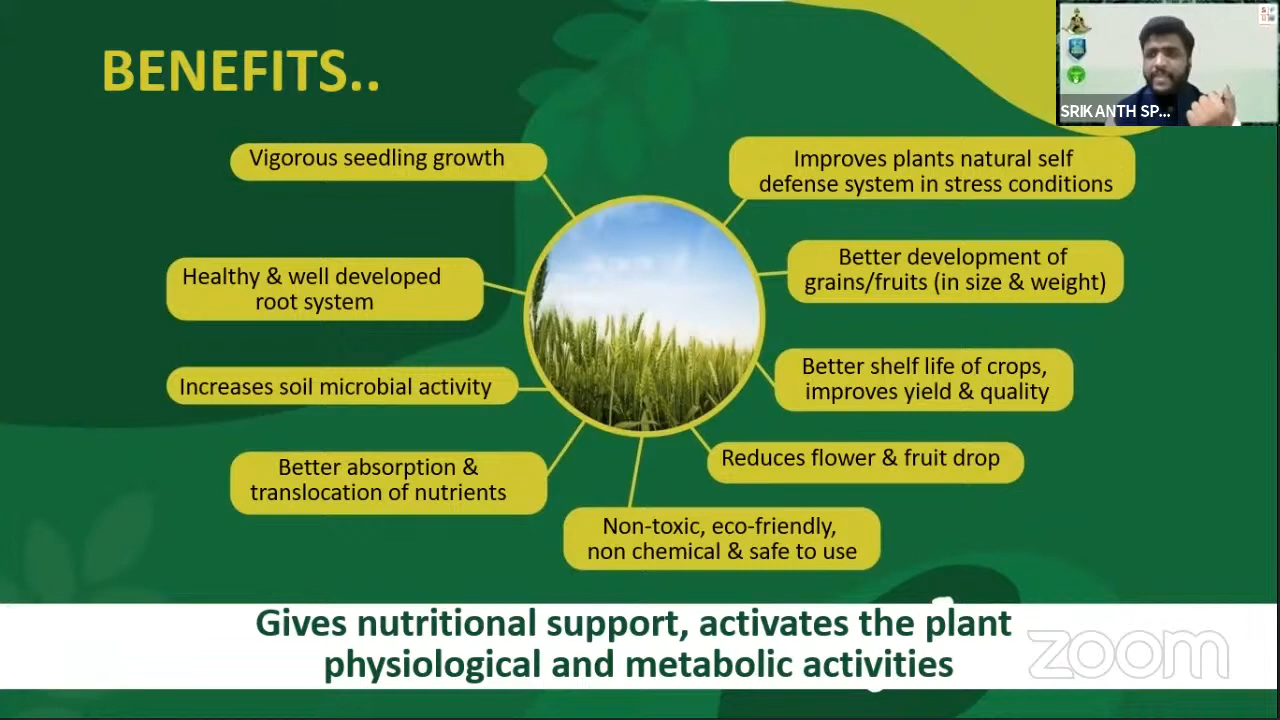 BENEFITS..
SRIKANTH SP...
Vigorous seedling growth
Improves plants natural self
defense system in stress conditions
Healthy & well developed
root system
Better development of
grains/fruits (in size & weight)
Increases soil microbial activity
Better shelf life of crops,
improves yield & quality
Better absorption &
translocation of nutrients
Reduces flower & fruit drop
Non-toxic, eco-friendly,
non chemical & safe to use
Gives nutritional support, activates the plant
physiological and metabolic activities
zoom